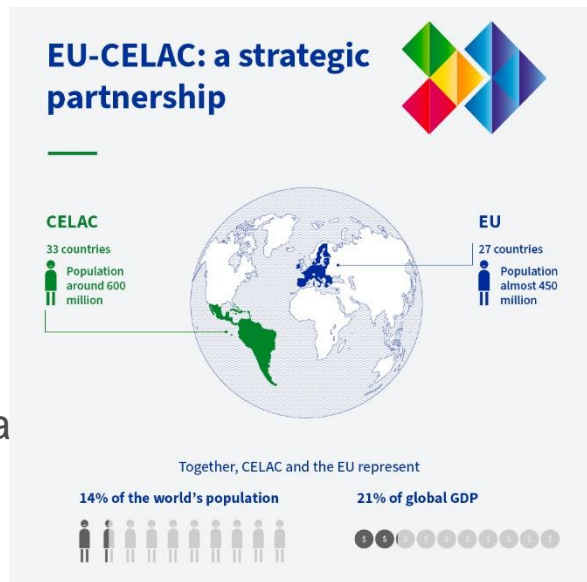 EU-CELAC: a strategic
partnership
CELAC
33 countries
Population
around 600
million
EU
27 countries
Population
almost 450
million
a
Together, CELAC and the EU represent
14% of the world's population
21% of global GDP
$ $ $ $ $ $ $ $ $ $